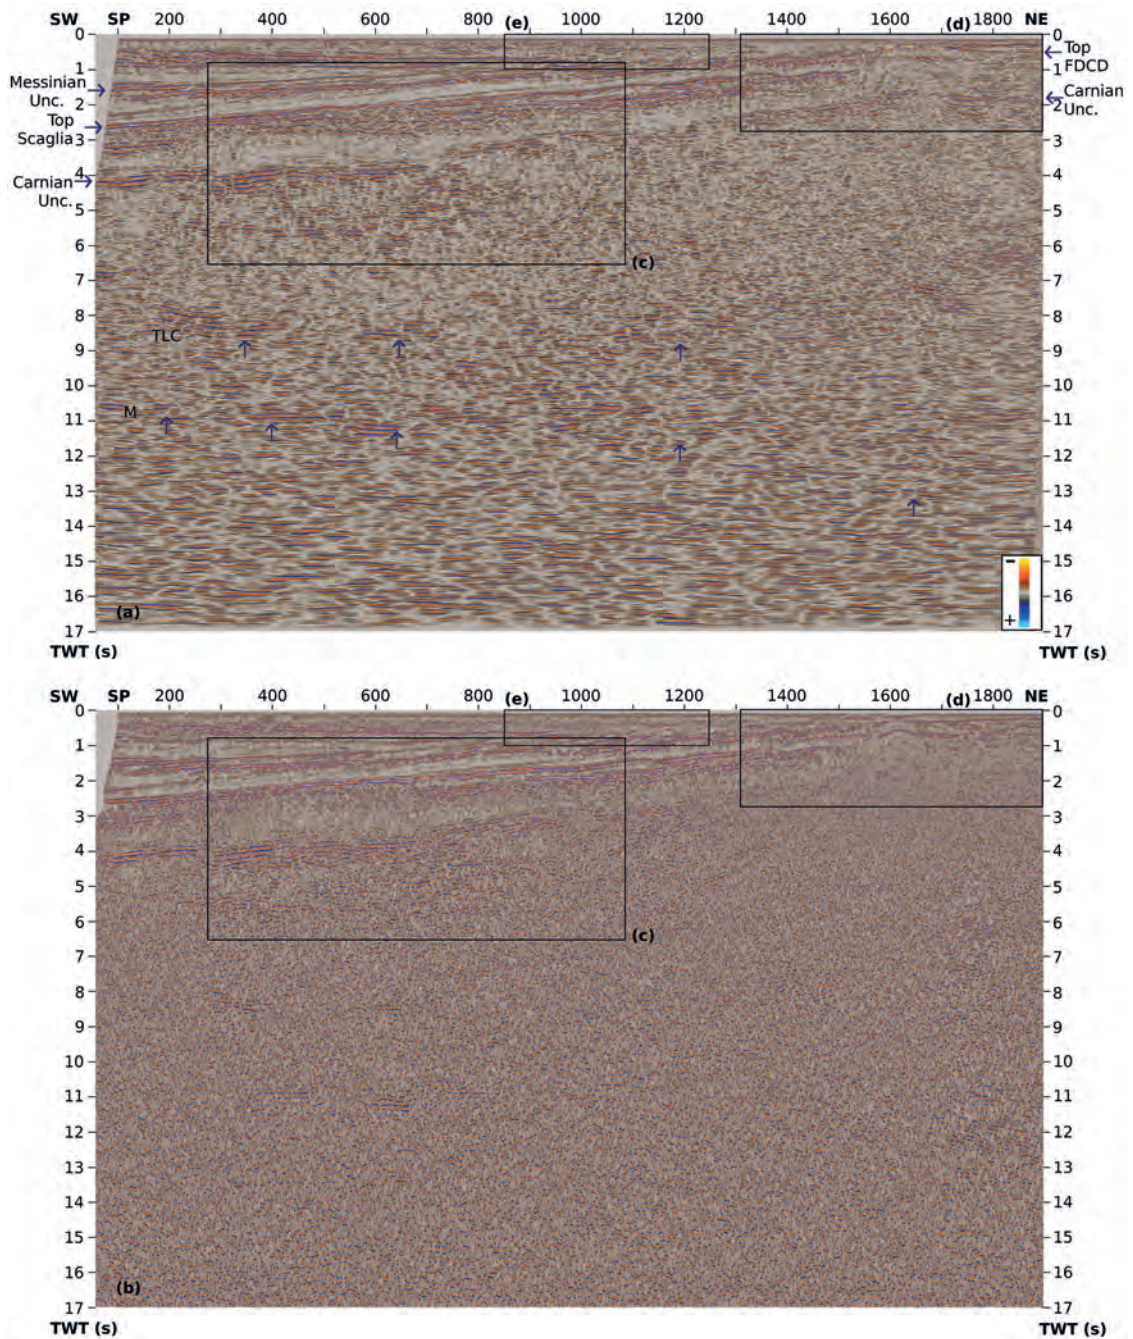 SW SP 200 400 600 800 (e) 1000 1200 1400 1600 (d) 1800 NE
0 0
Top
FDCD
1 1
Messinian
Unc.
Carnian
Unc.
2 2
Top
Scaglia
3 3
4 4
Carnian
Unc.
5 5
6 6
(c)
7 7
8 8
TLC
9 9
10 10
M
11 11
12 12
13 13
14 14
15 15
-
16 16
+
(a)
17 17
TWT (s) TWT (s)
SW SP 200 400 600 800 (e) 1000 1200 1400 1600 (d) 1800 NE
0 0
1 1
2 2
3 3
4 4
5 5
6 6
(c)
7 7
8 8
9 9
10 10
11 11
12 12
13 13
14 14
15 15
16 16
(b)
17 17
TWT (s) TWT (s)